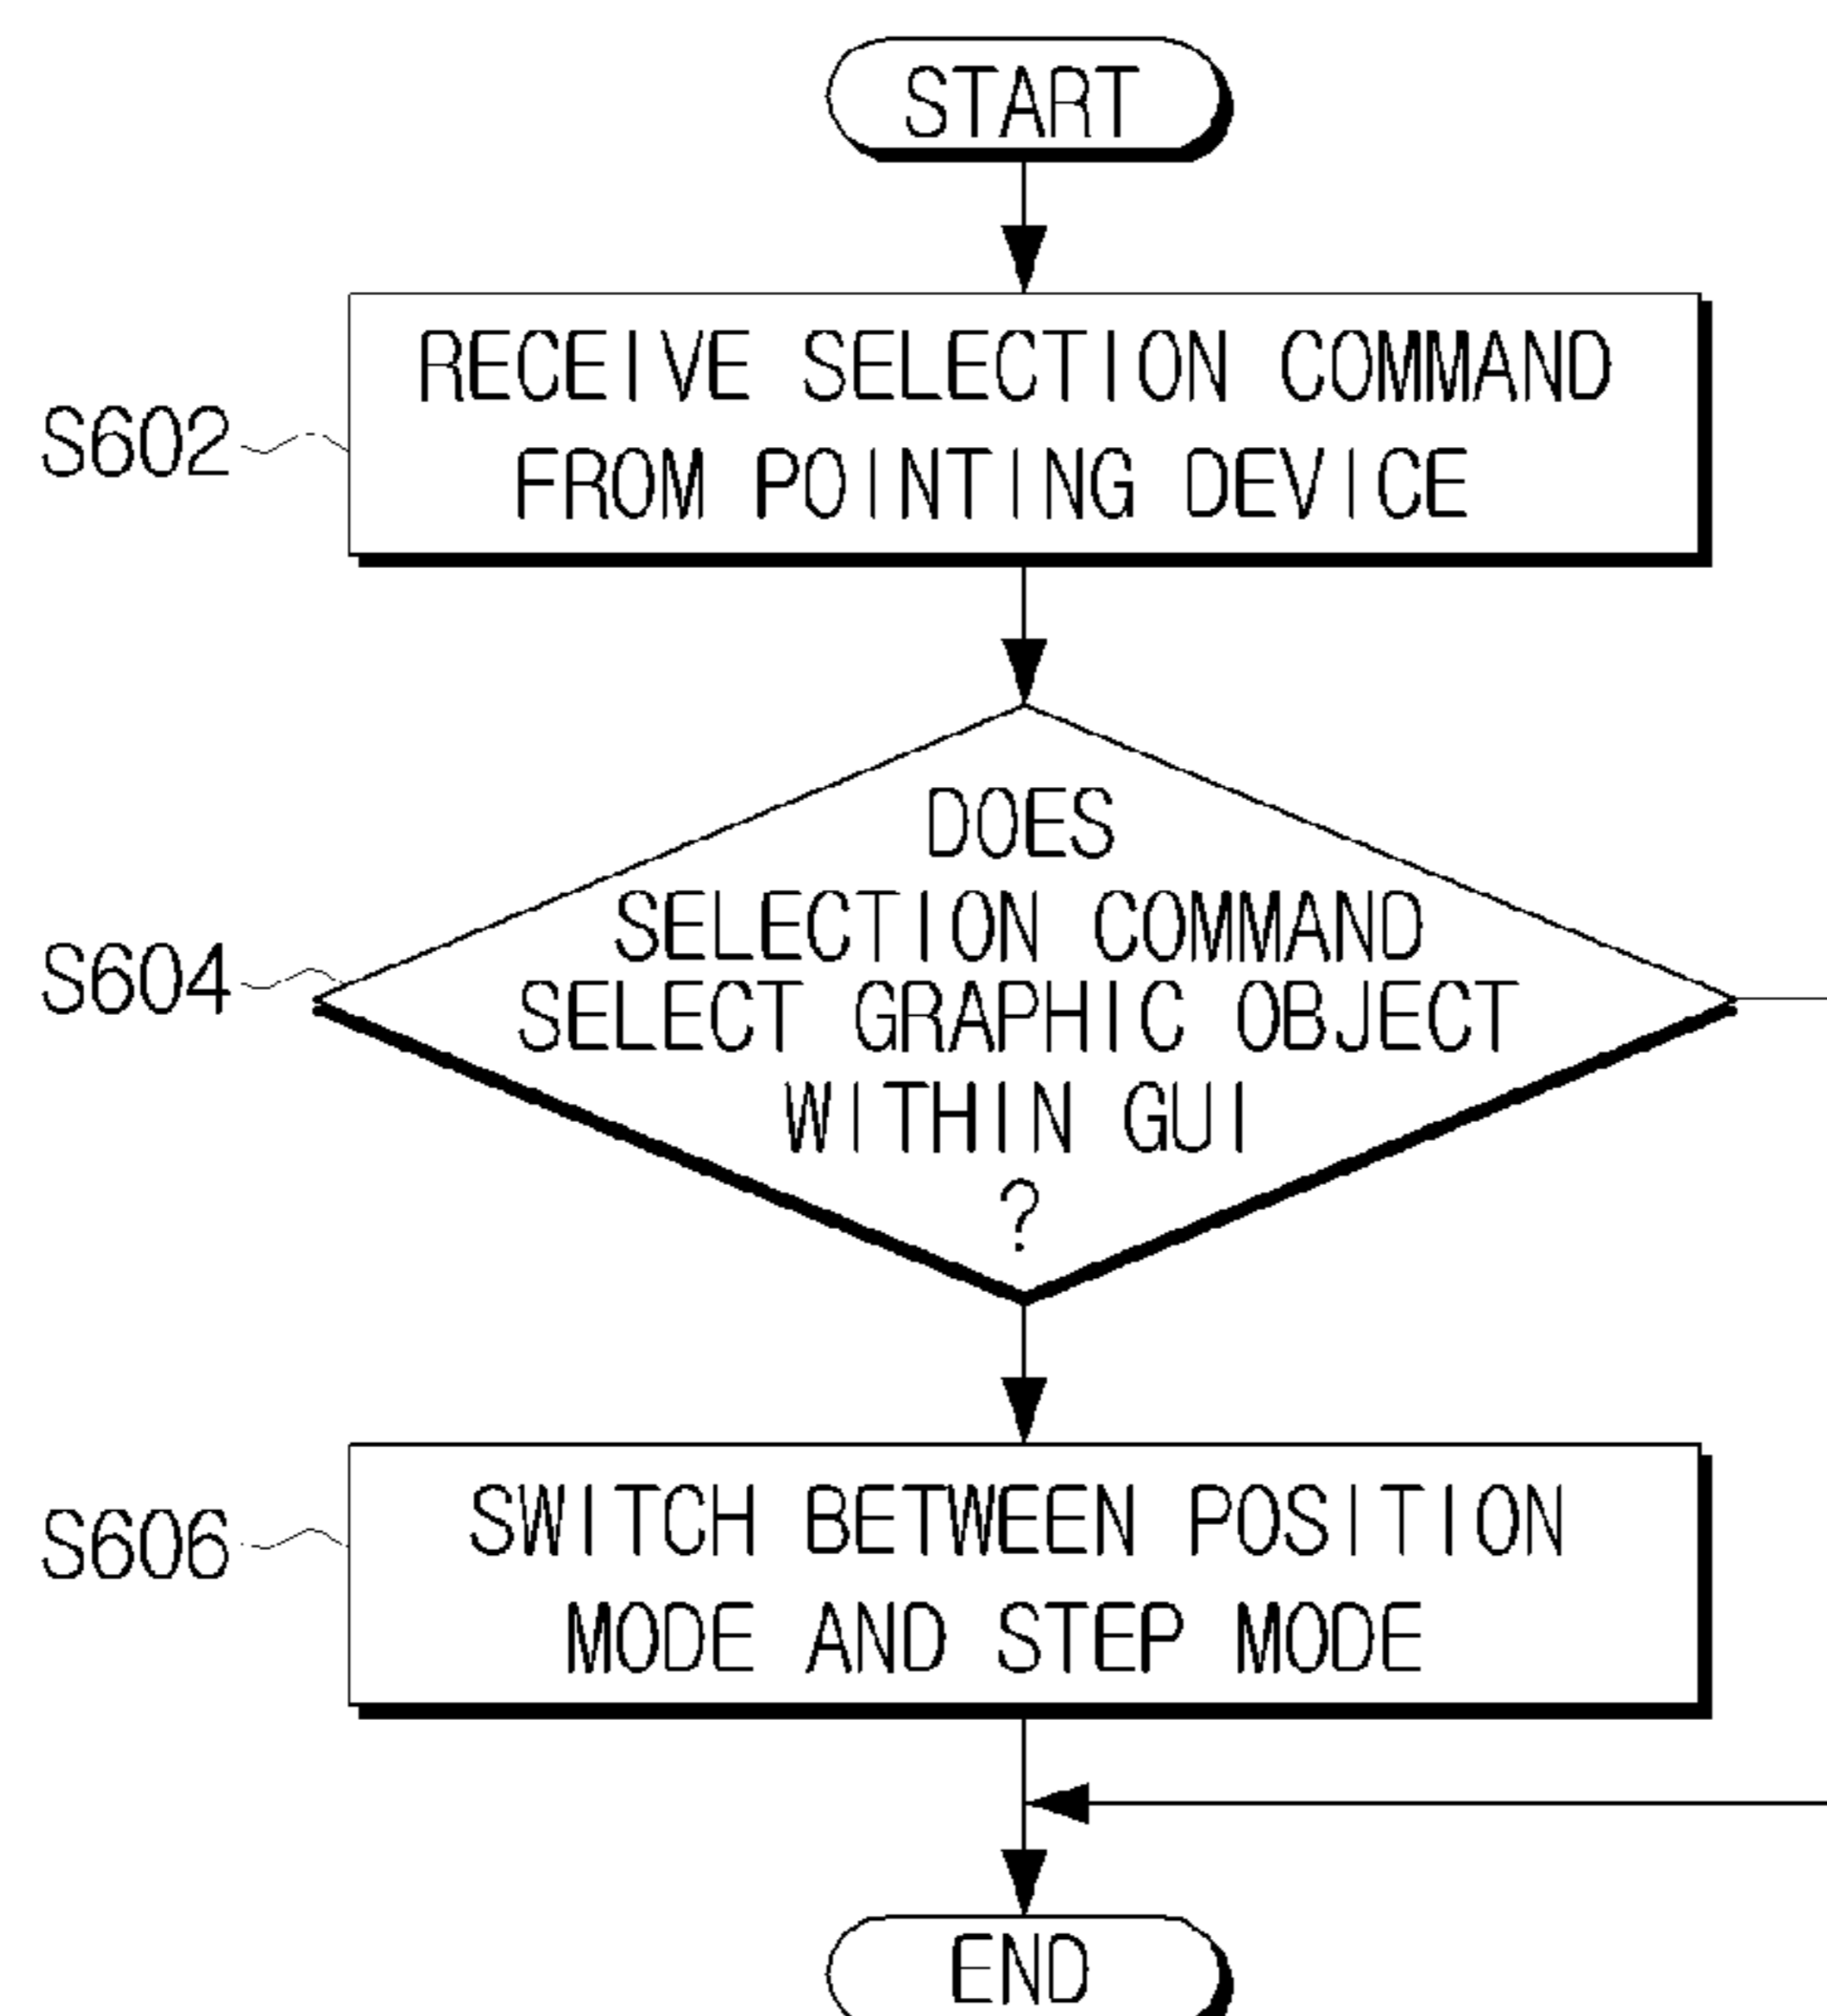 START
RECEIVE SELECTION COMMAND
FROM POINTING DEVICE
S602
DOES
SELECTION COMMAND
SELECT GRAPHIC OBJECT
WITHIN GUI
?
S604
SWITCH BETWEEN POSITION
MODE AND STEP MODE
S606
END